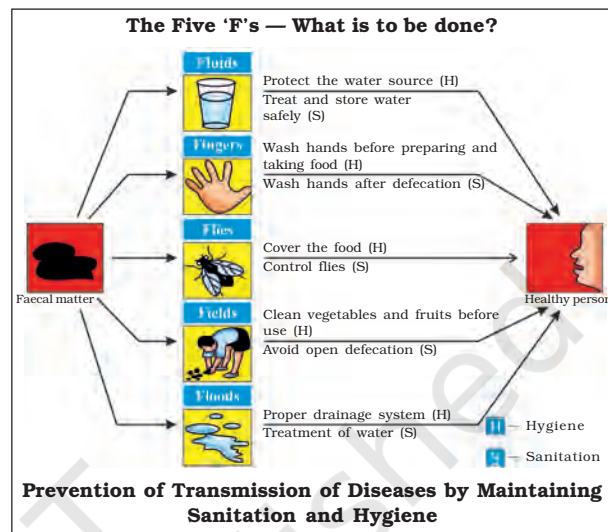 The Five 'F's — What is to be done?
Fluids
Protect the water source (H)
Treat and store water
safely (S)
Fingers
Wash hands before preparing and
taking food (H)
Wash hands after defecation (S)
Flies
Cover the food (H)
Control flies (S)
Faecal matter
Healthy person
Fields
Clean vegetables and fruits before
use (H)
Avoid open defecation (S)
Floods
Proper drainage system (H)
Treatment of water (S)
H — Hygiene
S — Sanitation
Prevention of Transmission of Diseases by Maintaining
Sanitation and Hygiene